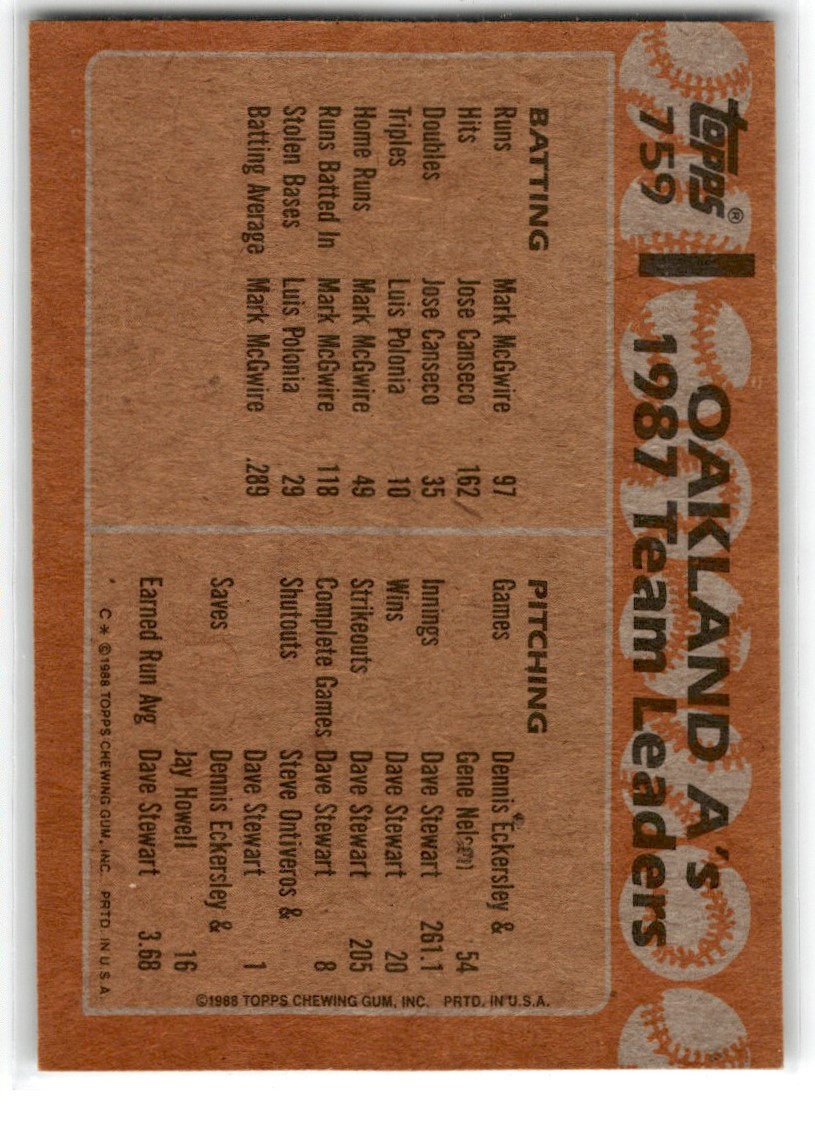 topps®
759
OAKLAND A's
1987 Team Leaders
BATTING
Runs Mark McGwire 97
Hits Jose Canseco 162
Doubles Jose Canseco 35
Triples Luis Polonia 10
Home Runs Mark McGwire 49
Runs Batted In Mark McGwire 118
Stolen Bases Luis Polonia 29
Batting Average Mark McGwire .289
PITCHING
Games Dennis Eckersley &
Gene Nelson 54
Innings Dave Stewart 261.1
Wins Dave Stewart 20
Strikeouts Dave Stewart 205
Complete Games Dave Stewart 8
Shutouts Steve Ontiveros &
Dave Stewart 1
Saves Dennis Eckersley &
Jay Howell 16
Earned Run Avg Dave Stewart 3.68
C* ©1988 TOPPS CHEWING GUM, INC. PRTD. IN U.S.A.
©1988 TOPPS CHEWING GUM, INC. PRTD. IN U.S.A.